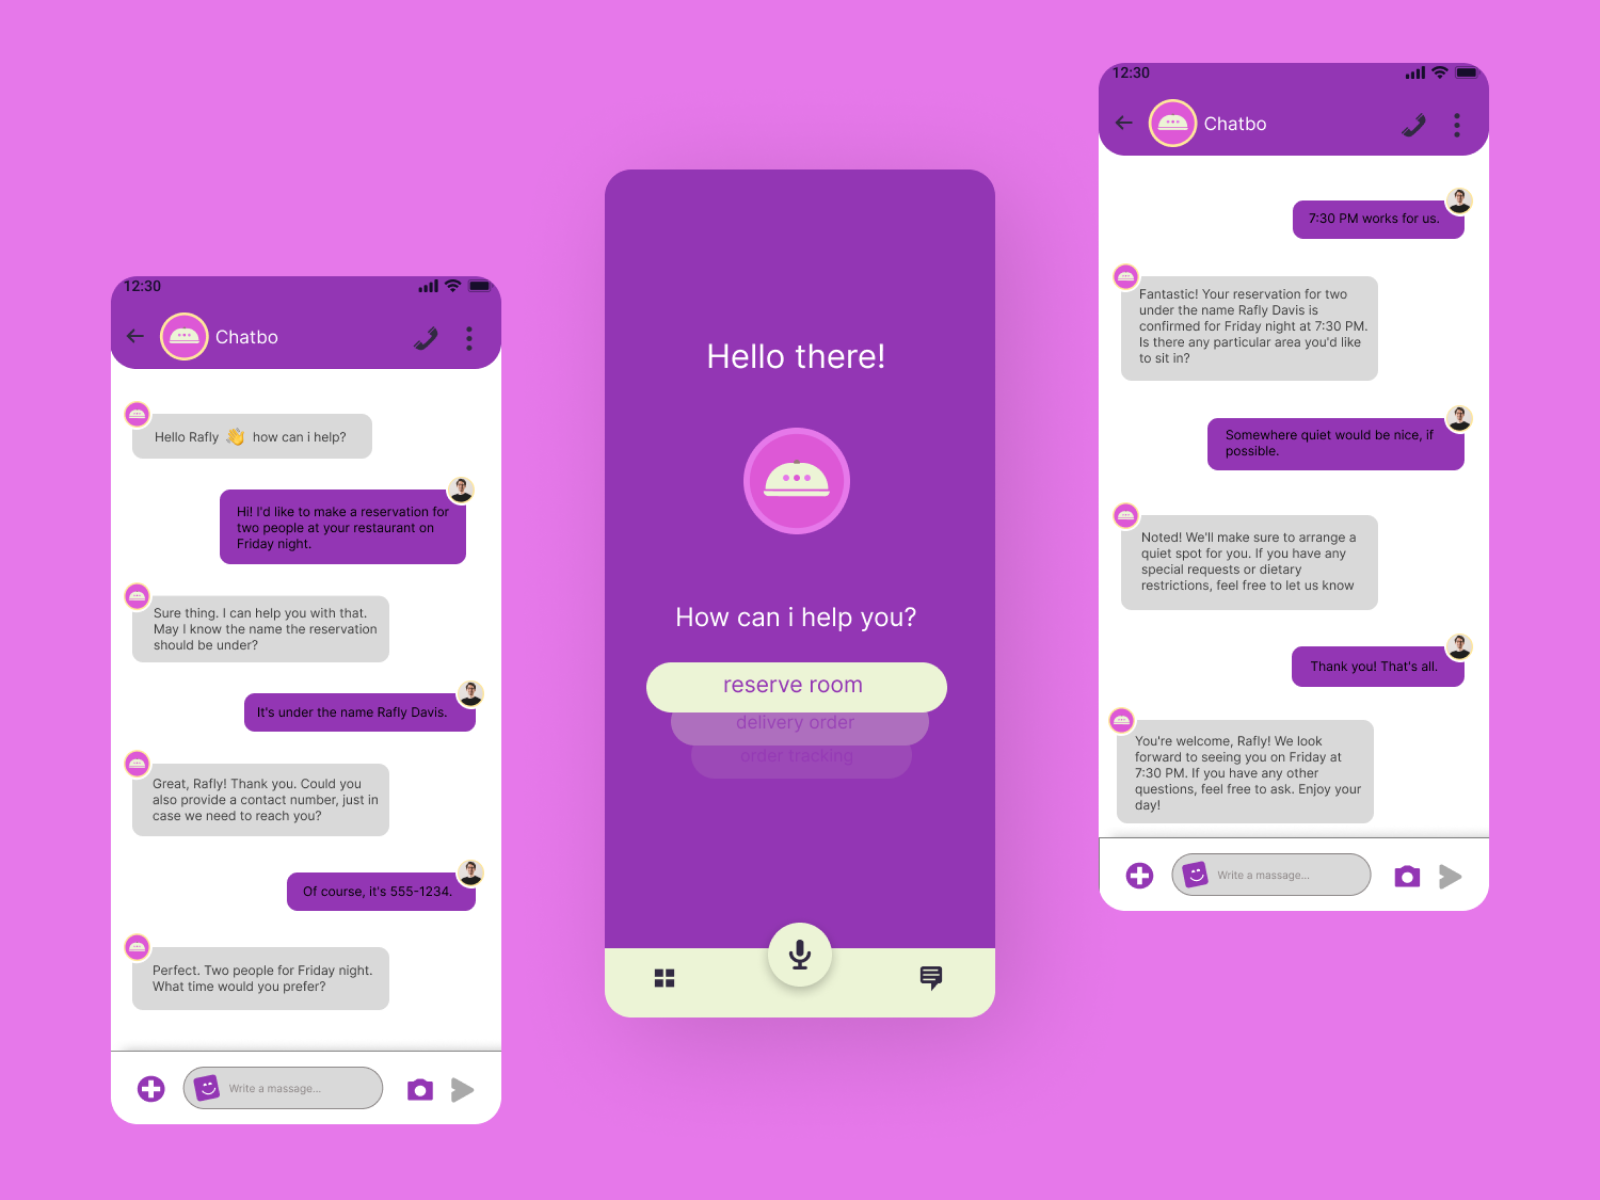 12:30
Chatbo
Hello Rafly 👋 how can i help?
Hi! I'd like to make a reservation for
two people at your restaurant on
Friday night.
Sure thing. I can help you with that.
May I know the name the reservation
should be under?
It's under the name Rafly Davis.
Great, Rafly! Thank you. Could you
also provide a contact number, just in
case we need to reach you?
Of course, it's 555-1234.
Perfect. Two people for Friday night.
What time would you prefer?
Write a massage...
Hello there!
How can i help you?
reserve room
delivery order
order tracking
12:30
Chatbo
7:30 PM works for us.
Fantastic! Your reservation for two
under the name Rafly Davis is
confirmed for Friday night at 7:30 PM.
Is there any particular area you'd like
to sit in?
Somewhere quiet would be nice, if
possible.
Noted! We'll make sure to arrange a
quiet spot for you. If you have any
special requests or dietary
restrictions, feel free to let us know
Thank you! That's all.
You're welcome, Rafly! We look
forward to seeing you on Friday at
7:30 PM. If you have any other
questions, feel free to ask. Enjoy your
day!
Write a massage...